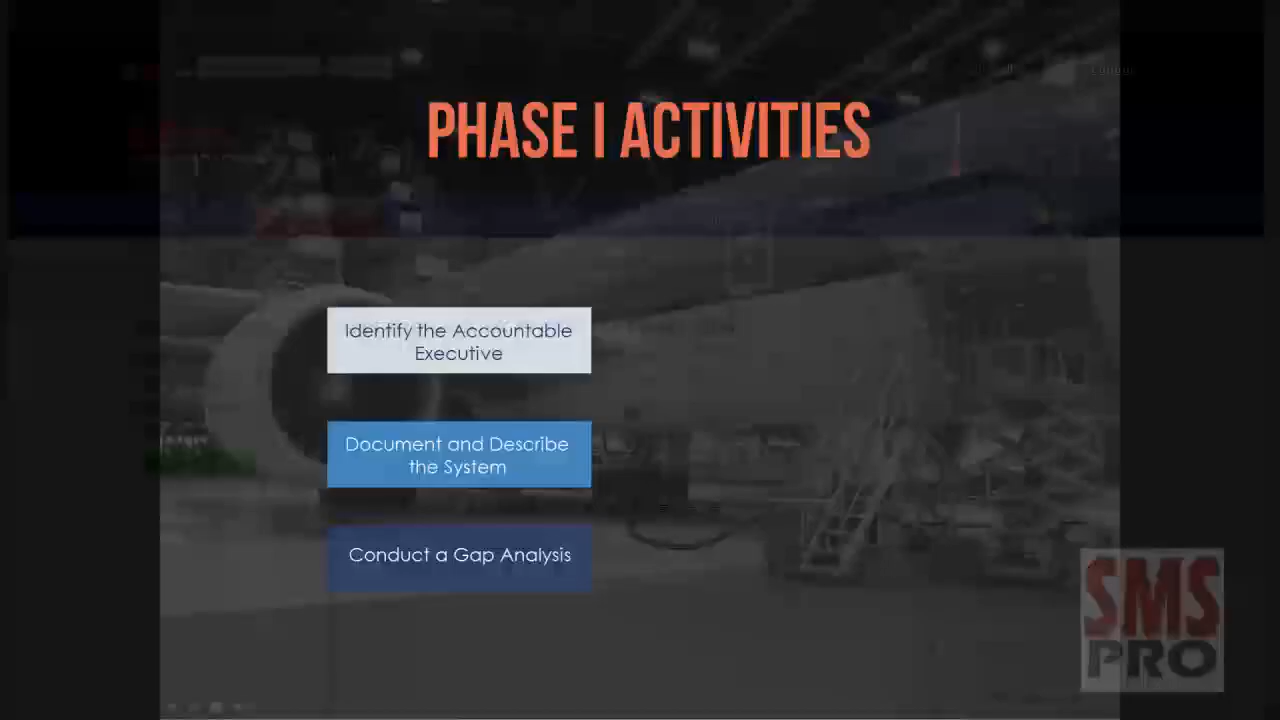 PHASE I ACTIVITIES
Identify the Accountable
Executive
Document and Describe
the System
Conduct a Gap Analysis
SMS
PRO